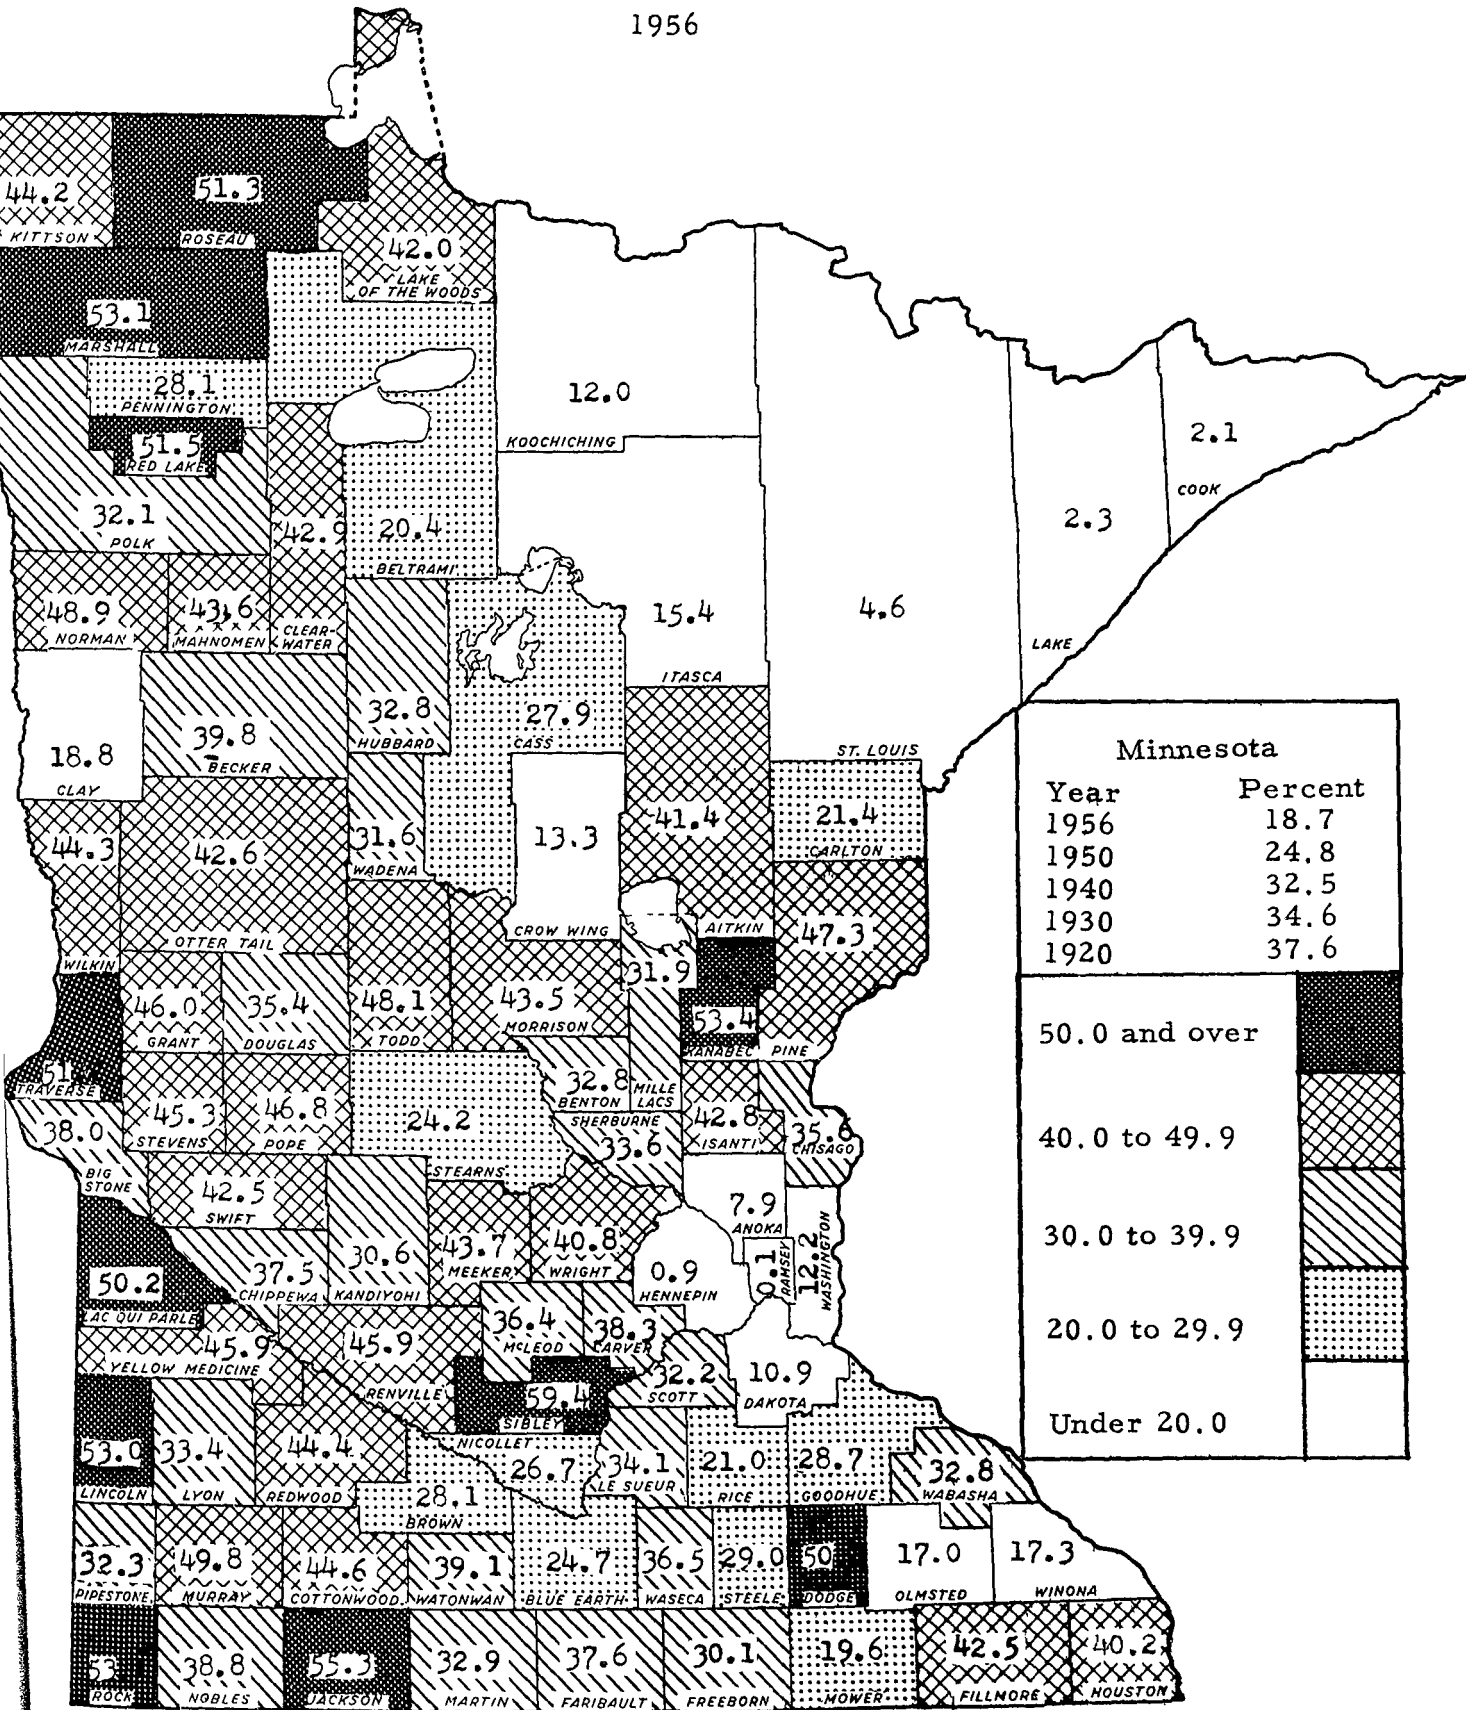 1956
44.2
KITTSON
51.3
ROSEAU
42.0
LAKE
OF THE WOODS
53.1
MARSHALL
28.1
PENNINGTON
51.5
RED LAKE
32.1
POLK
42.9
CLEAR-
WATER
20.4
BELTRAMI
12.0
KOOCHICHING
2.1
COOK
2.3
LAKE
48.9
NORMAN
43.6
MAHNOMEN
15.4
ITASCA
4.6
ST. LOUIS
32.8
HUBBARD
27.9
CASS
39.8
BECKER
18.8
CLAY
44.3
WILKIN
42.6
OTTER TAIL
31.6
WADENA
13.3
CROW WING
41.4
AITKIN
21.4
CARLTON
47.3
PINE
Minnesota
Year Percent
1956 18.7
1950 24.8
1940 32.5
1930 34.6
1920 37.6
50.0 and over
40.0 to 49.9
30.0 to 39.9
20.0 to 29.9
Under 20.0
46.0
GRANT
35.4
DOUGLAS
48.1
TODD
43.5
MORRISON
31.9
MILLE
LACS
53.4
KANABEC
TRAVERSE
38.0
BIG
STONE
45.3
STEVENS
46.8
POPE
24.2
STEARNS
32.8
BENTON
SHERBURNE
33.6
42.8
ISANTI
35.6
CHISAGO
42.5
SWIFT
7.9
ANOKA
0.1
RAMSEY
12.2
WASHINGTON
50.2
LAC QUI PARLE
37.5
CHIPPEWA
30.6
KANDIYOHI
43.7
MEEKER
40.8
WRIGHT
0.9
HENNEPIN
45.9
YELLOW MEDICINE
45.9
RENVILLE
36.4
McLEOD
38.3
CARVER
32.2
SCOTT
10.9
DAKOTA
59.4
SIBLEY
53.0
LINCOLN
33.4
LYON
44.4
REDWOOD
NICOLLET
26.7
28.1
BROWN
34.1
LE SUEUR
21.0
RICE
28.7
GOODHUE
32.8
WABASHA
32.3
PIPESTONE
49.8
MURRAY
44.6
COTTONWOOD
39.1
WATONWAN
24.7
BLUE EARTH
36.5
WASECA
29.0
STEELE
50
DODGE
17.0
OLMSTED
17.3
WINONA
53
ROCK
38.8
NOBLES
55.3
JACKSON
32.9
MARTIN
37.6
FARIBAULT
30.1
FREEBORN
19.6
MOWER
42.5
FILLMORE
40.2
HOUSTON